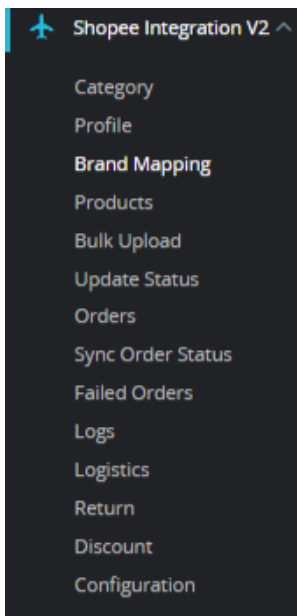 Shopee Integration V2
Category
Profile
Brand Mapping
Products
Bulk Upload
Update Status
Orders
Sync Order Status
Failed Orders
Logs
Logistics
Return
Discount
Configuration